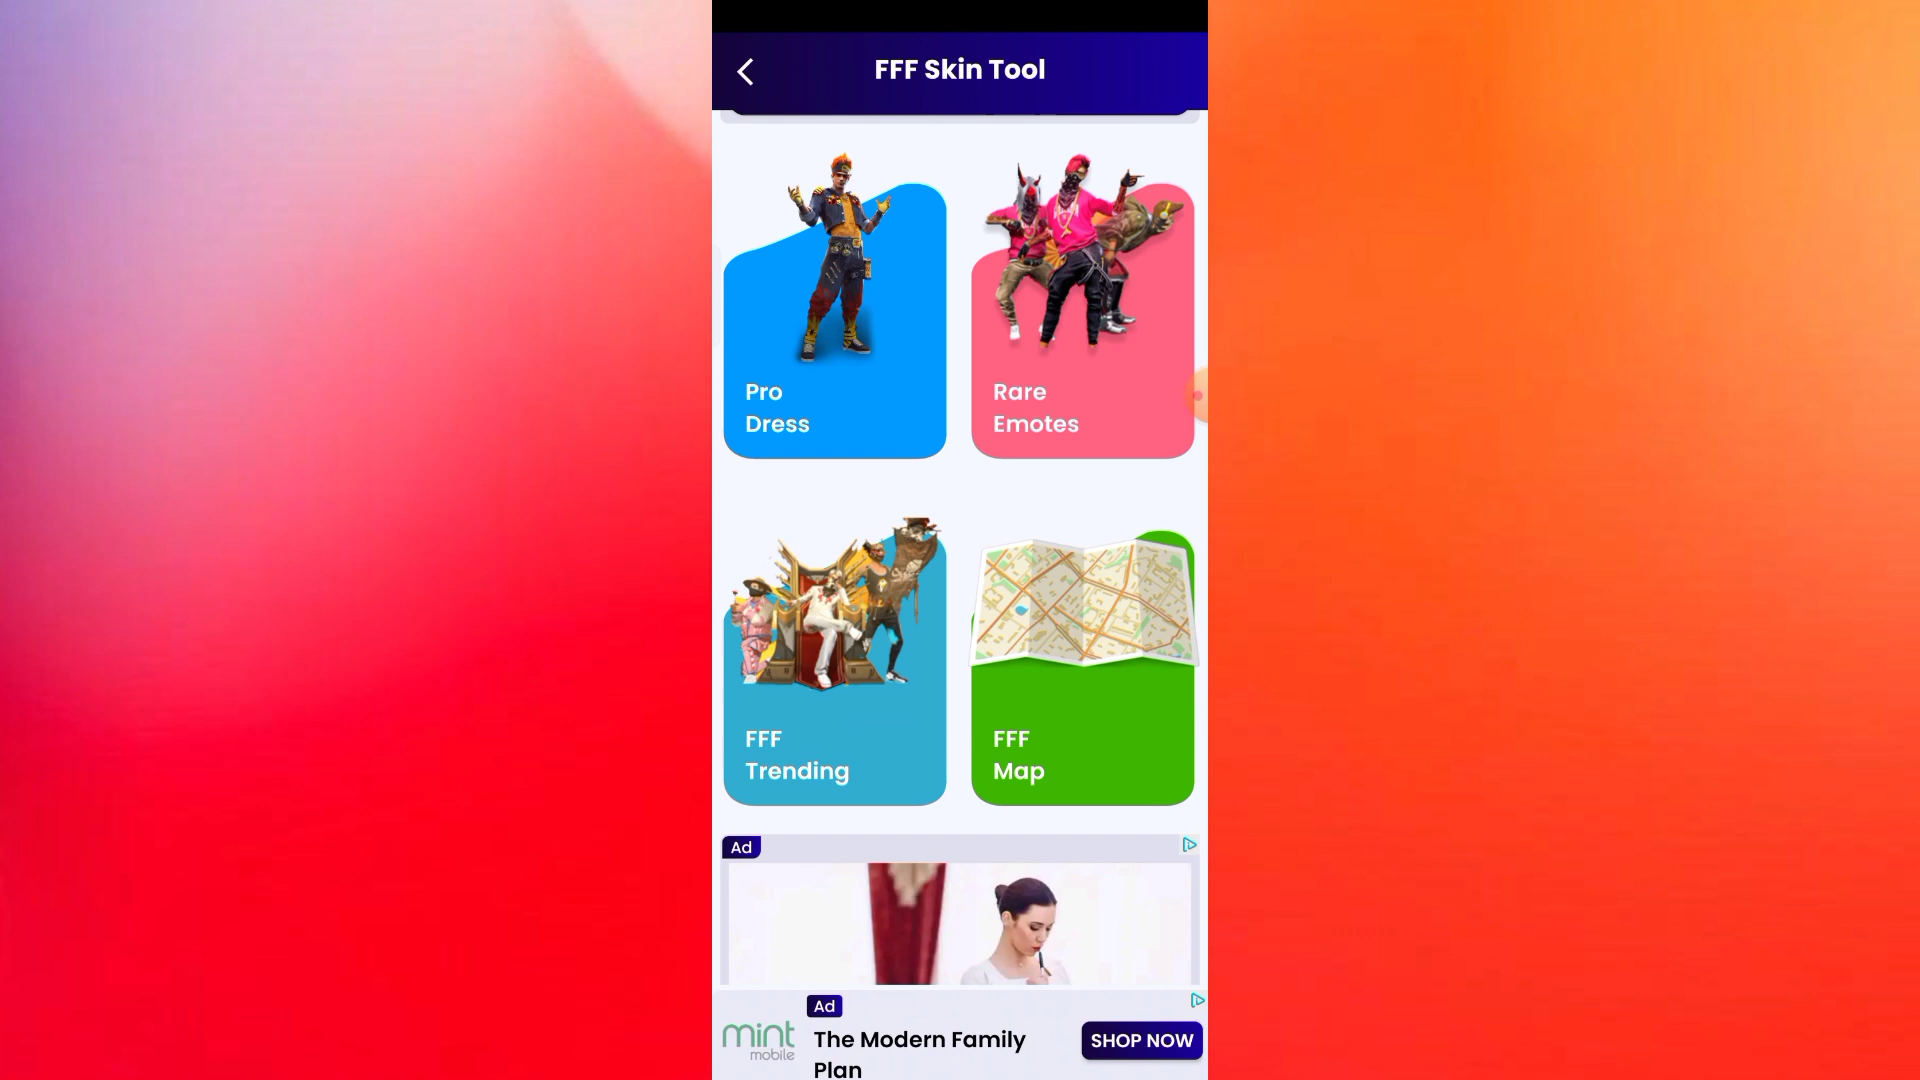 FFF Skin Tool
Pro
Dress
Rare
Emotes
FFF
Trending
FFF
Map
Ad
Ad
mint
mobile
The Modern Family
Plan
SHOP NOW